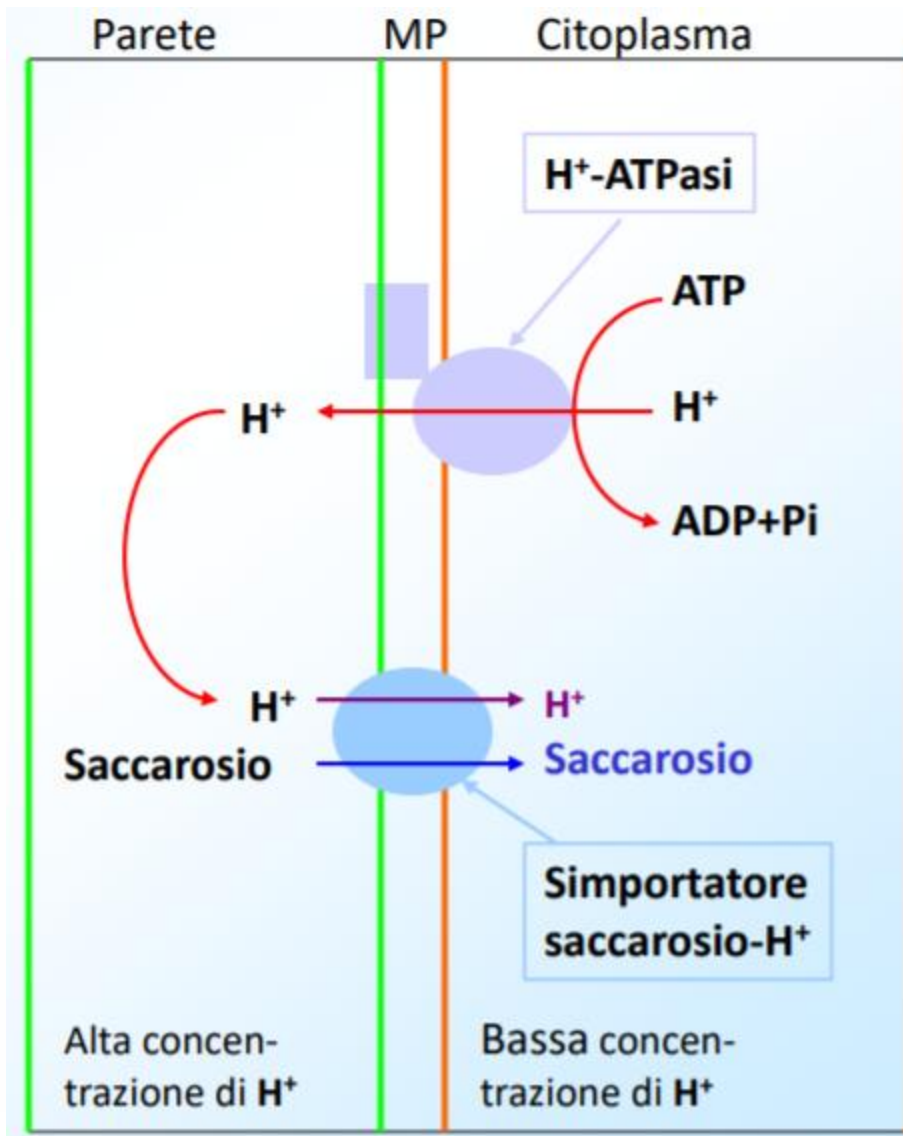 Parete MP Citoplasma
H⁺-ATPasi
ATP
H⁺ H⁺
ADP+Pi
H⁺ H⁺
Saccarosio Saccarosio
Simportatore
saccarosio-H⁺
Alta concen-
trazione di H⁺
Bassa concen-
trazione di H⁺